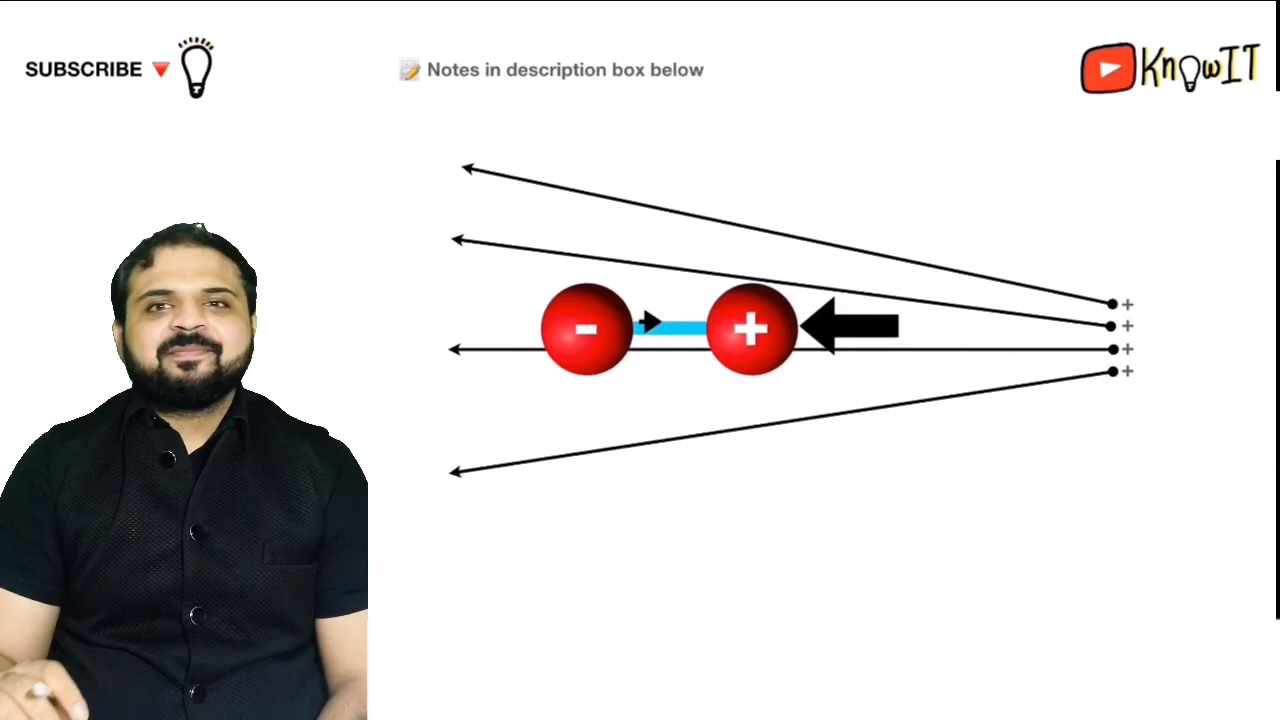 SUBSCRIBE
Notes in description box below
KnowIT
- +
+
+
+
+